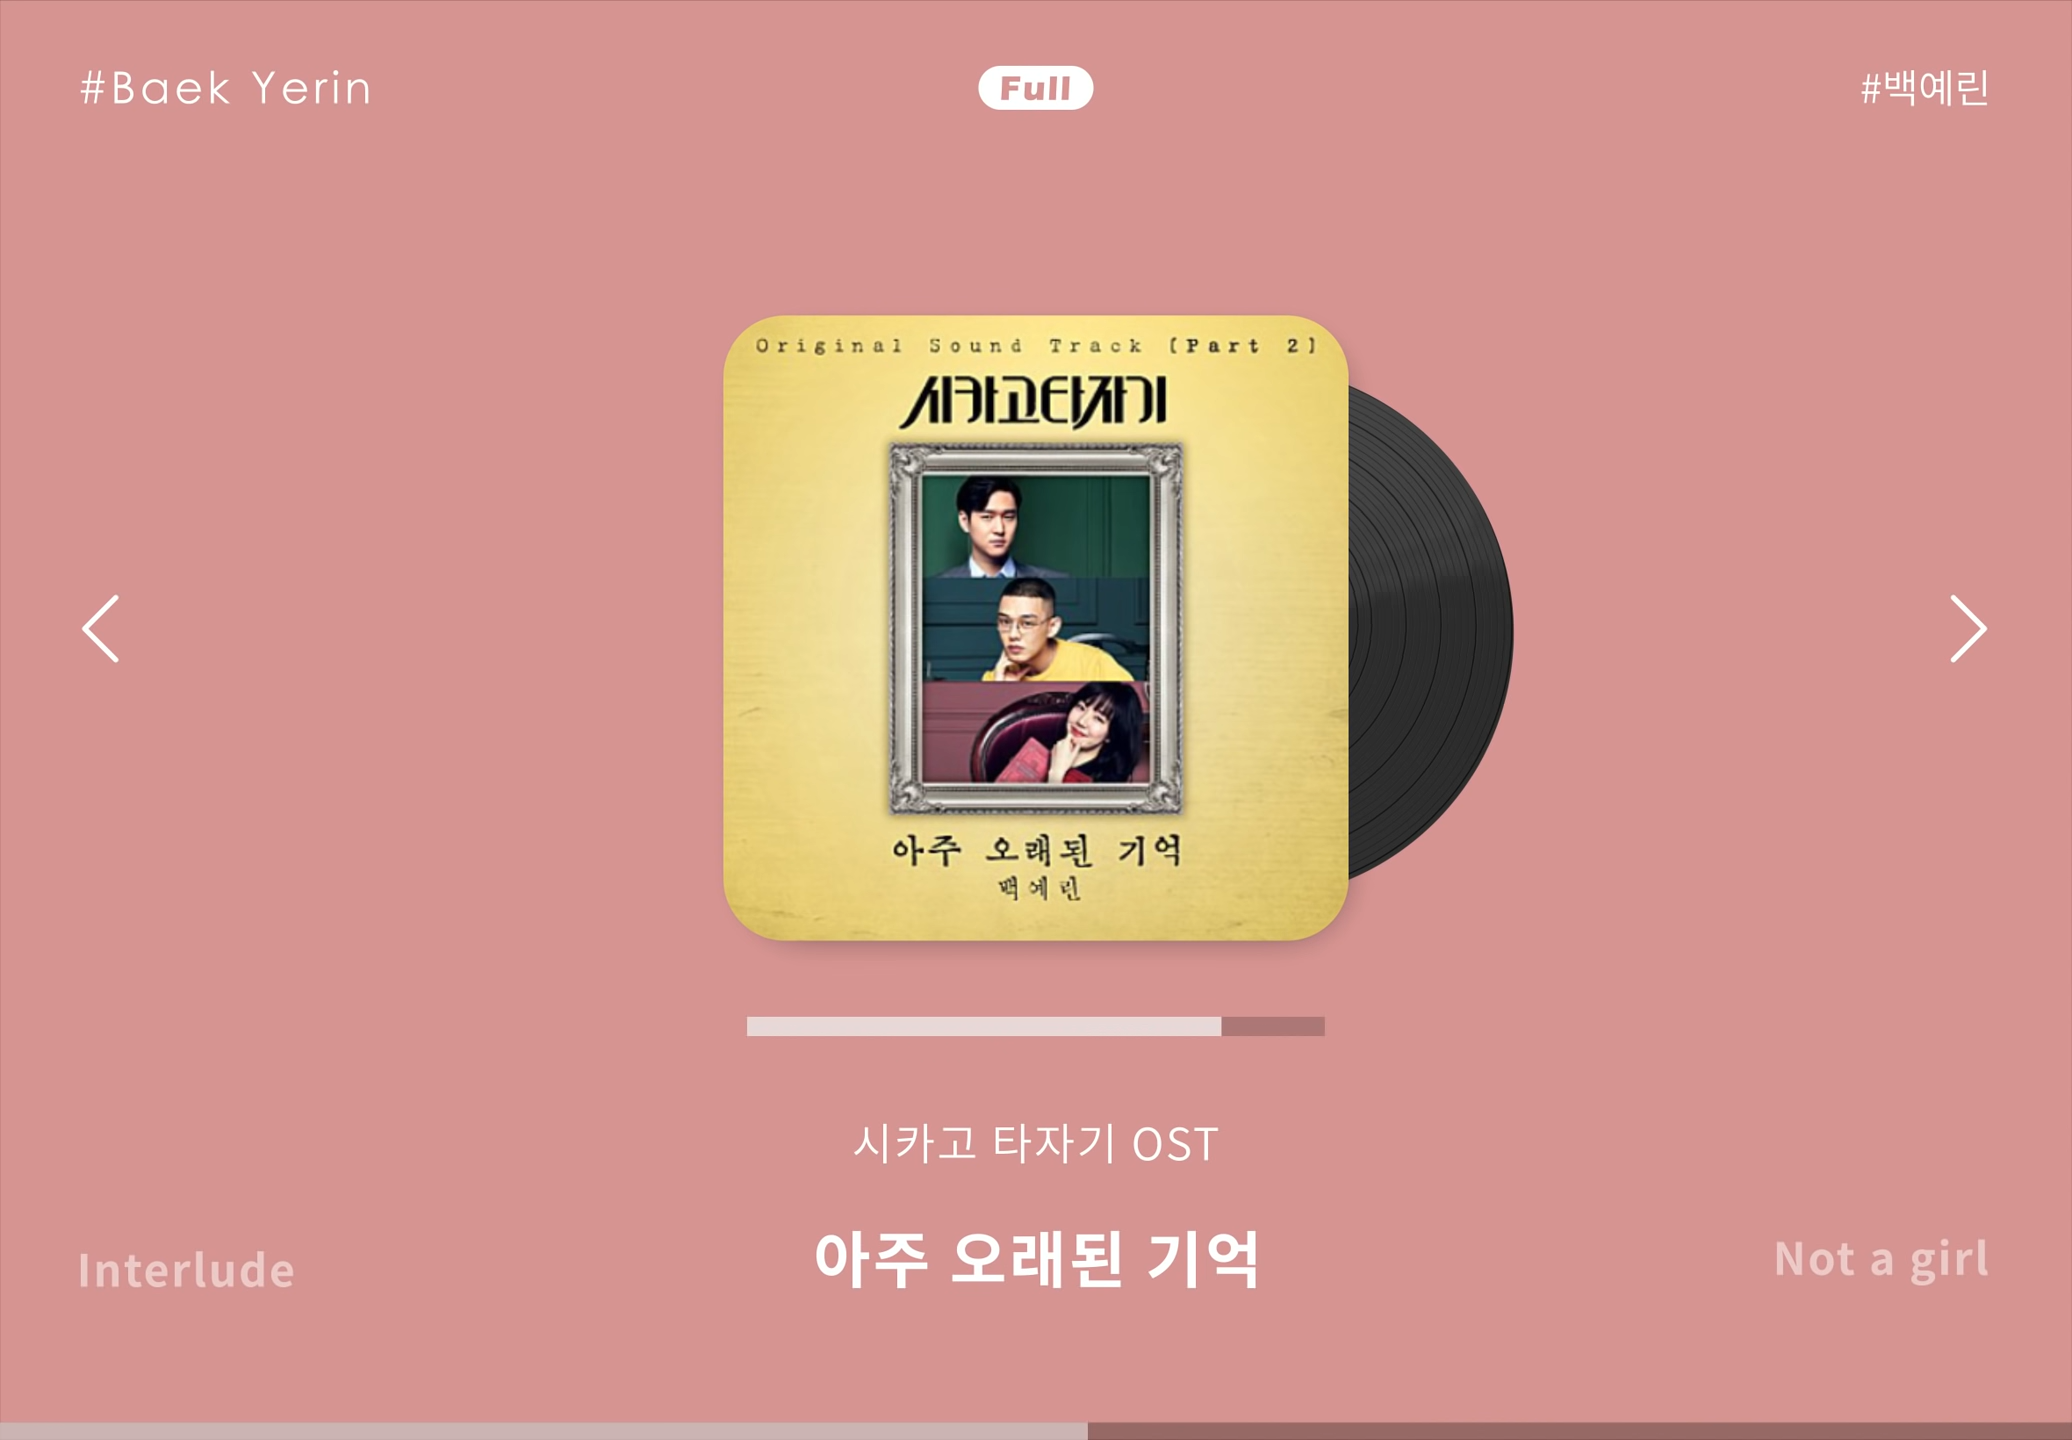 #Baek Yerin
Full
#백예린
Original Sound Track [Part 2]
시카고타자기
아주 오래된 기억
백예린
시카고 타자기 OST
아주 오래된 기억
Interlude
Not a girl